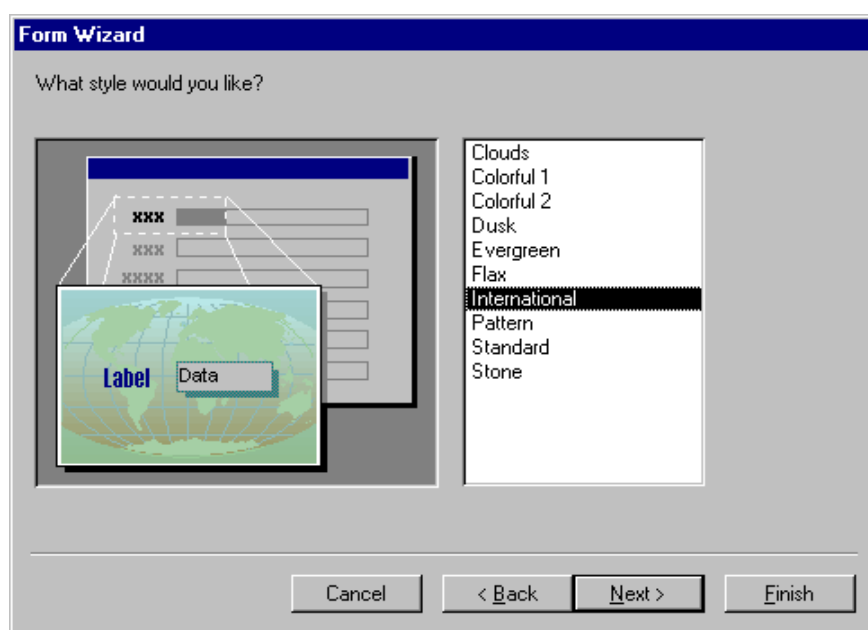 Form Wizard
What style would you like?
xxx
xxx
xxxx
Label
Data
Clouds
Colorful 1
Colorful 2
Dusk
Evergreen
Flax
International
Pattern
Standard
Stone
Cancel
< Back
Next >
Finish